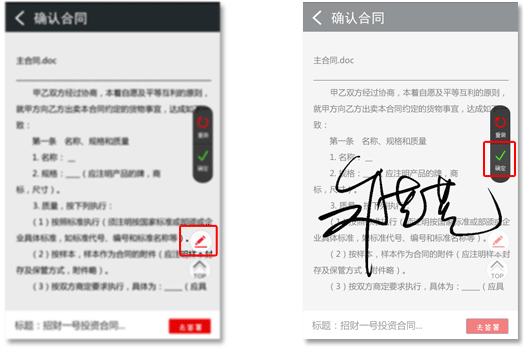 确认合同
主合同.doc
甲乙双方经过协商，本着自愿及平等互利的原则，
就甲方向乙方出卖本合同约定的货物事宜，达成如下一
致：
第一条 名称、规格和质量
1. 名称： __
2. 规格：____（应注明产品的牌，商
标，尺寸）。
3. 质量，按下列执行：
（1）按照标准执行（须注明按国家标准或部颁或企
业具体标准，如标准代号、编号和标准名称等）。
（2）按样本，样本作为合同的附件（应注明样本封
存及保管方式，附件略）。
（3）按双方商定要求执行，具体为：____（应具
重签
确定
TOP
标题：招财一号投资合同...
去签署
确认合同
主合同.doc
甲乙双方经过协商，本着自愿及平等互利的原则，
就甲方向乙方出卖本合同约定的货物事宜，达成如下一
致：
第一条 名称、规格和质量
1. 名称： __
2. 规格：____（应注明产品的牌，商
标，尺寸）。
3. 质量，按下列执行：
（1）按照标准执行（须注明按国家标准或部颁或企
业具体标准，如标准代号、编号和标准名称等）。
（2）按样本，样本作为合同的附件（应注明样本封
存及保管方式，附件略）。
（3）按双方商定要求执行，具体为：____（应具
重签
确定
TOP
标题：招财一号投资合同...
去签署